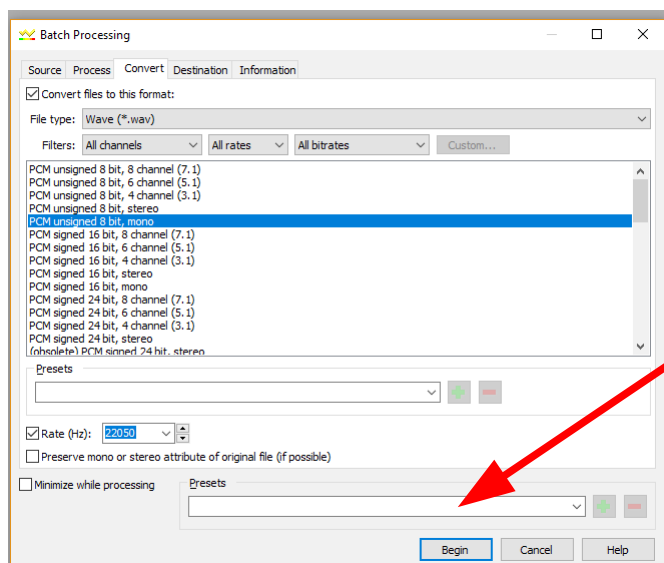 Batch Processing
Source Process Convert Destination Information
Convert files to this format:
File type: Wave (*.wav)
Filters: All channels All rates All bitrates Custom...
PCM unsigned 8 bit, 8 channel (7.1)
PCM unsigned 8 bit, 6 channel (5.1)
PCM unsigned 8 bit, 4 channel (3.1)
PCM unsigned 8 bit, stereo
PCM unsigned 8 bit, mono
PCM signed 16 bit, 8 channel (7.1)
PCM signed 16 bit, 6 channel (5.1)
PCM signed 16 bit, 4 channel (3.1)
PCM signed 16 bit, stereo
PCM signed 16 bit, mono
PCM signed 24 bit, 8 channel (7.1)
PCM signed 24 bit, 6 channel (5.1)
PCM signed 24 bit, 4 channel (3.1)
PCM signed 24 bit, stereo
(obsolete) PCM signed 24 bit, stereo
Presets
Rate (Hz): 22050
Preserve mono or stereo attribute of original file (if possible)
Minimize while processing
Presets
Begin Cancel Help